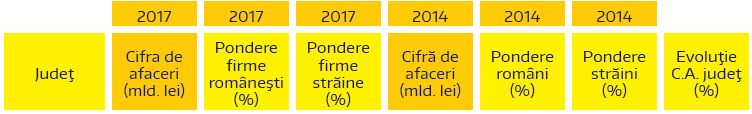 2017 2017 2017 2014 2014 2014
Judeţ
Cifra de
afaceri
(mld. lei)
Pondere
firme
româneşti
(%)
Pondere
firme
străine
(%)
Cifră de
afaceri
(mld. lei)
Pondere
români
(%)
Pondere
străini
(%)
Evoluţie
C.A. judeţ
(%)